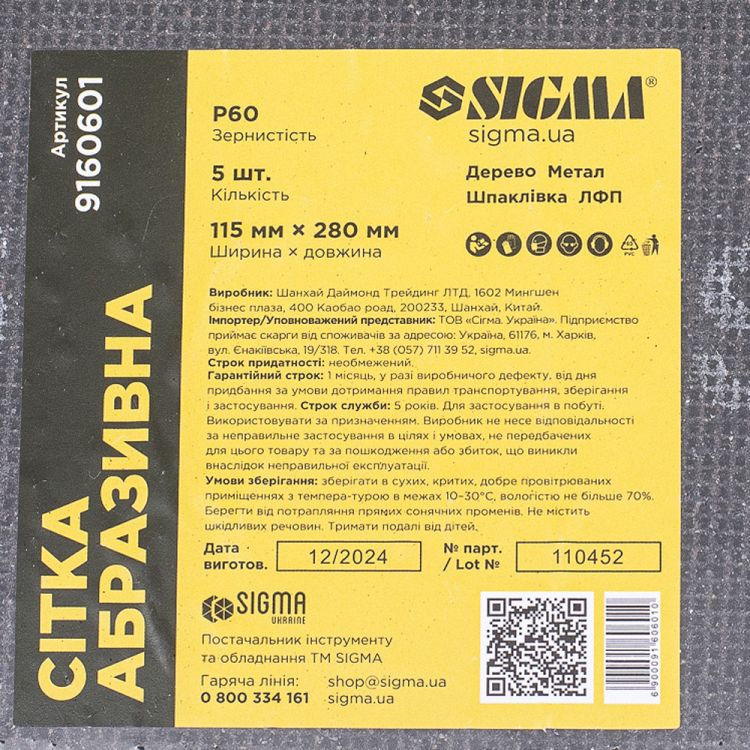 Артикул
9160601
СІТКА
АБРАЗИВНА
P60
Зернистість
5 шт.
Кількість
115 мм × 280 мм
Ширина × довжина
SIGMA®
sigma.ua
Дерево Метал
Шпаклівка ЛФП
Виробник: Шанхай Даймонд Трейдинг ЛТД, 1602 Мингшен
бізнес плаза, 400 Каобао роад, 200233, Шанхай, Китай.
Імпортер/Уповноважений представник: ТОВ «Сігма. Україна». Підприємство
приймає скарги від споживачів за адресою: Україна, 61176, м. Харків,
вул. Єнакіївська, 19/318. Тел. +38 (057) 711 39 52, sigma.ua.
Строк придатності: необмежений.
Гарантійний строк: 1 місяць, у разі виробничого дефекту, від дня
придбання за умови дотримання правил транспортування, зберігання
і застосування. Строк служби: 5 років. Для застосування в побуті.
Використовувати за призначенням. Виробник не несе відповідальності
за неправильне застосування в цілях і умовах, не передбачених
для цього товару та за пошкодження або збиток, що виникли
внаслідок неправильної експлуатації.
Умови зберігання: зберігати в сухих, критих, добре провітрюваних
приміщеннях з темпера-турою в межах 10–30°C, вологістю не більше 70%.
Берегти від потрапляння прямих сонячних променів. Не містить
шкідливих речовин. Тримати подалі від дітей.
Дата
виготов.
12/2024
№ парт.
/ Lot №
110452
SIGMA
UKRAINE
Постачальник інструменту
та обладнання ТМ SIGMA
Гаряча лінія:
0 800 334 161
shop@sigma.ua
sigma.ua
6 900091 606010